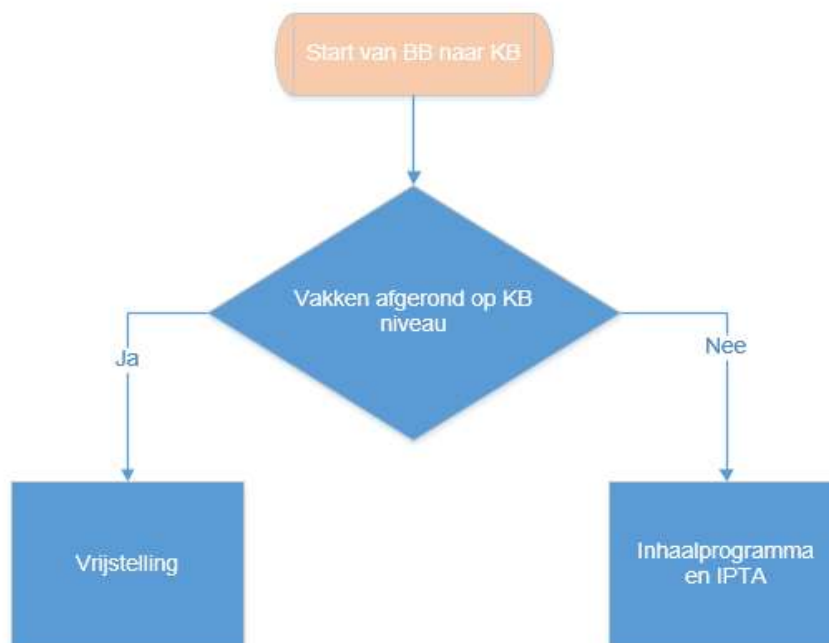 Start van BB naar KB
Vakken afgerond op KB
niveau
Ja
Nee
Vrijstelling
Inhaalprogramma
en IPTA